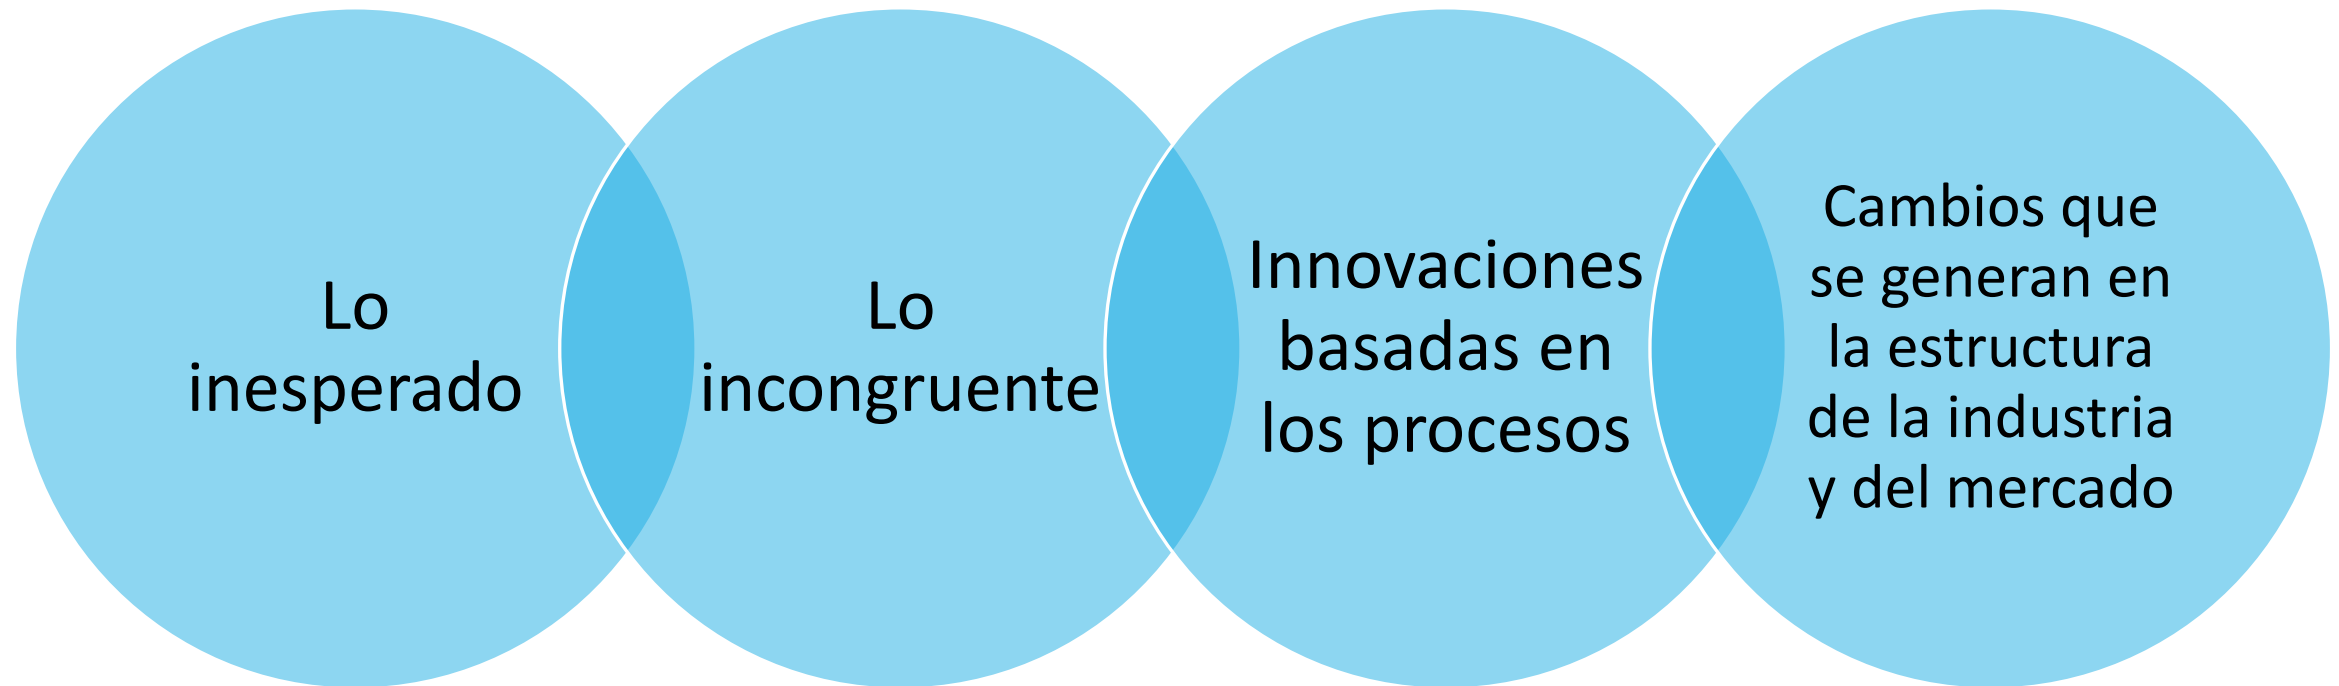 Lo
inesperado
Lo
incongruente
Innovaciones
basadas en
los procesos
Cambios que
se generan en
la estructura
de la industria
y del mercado